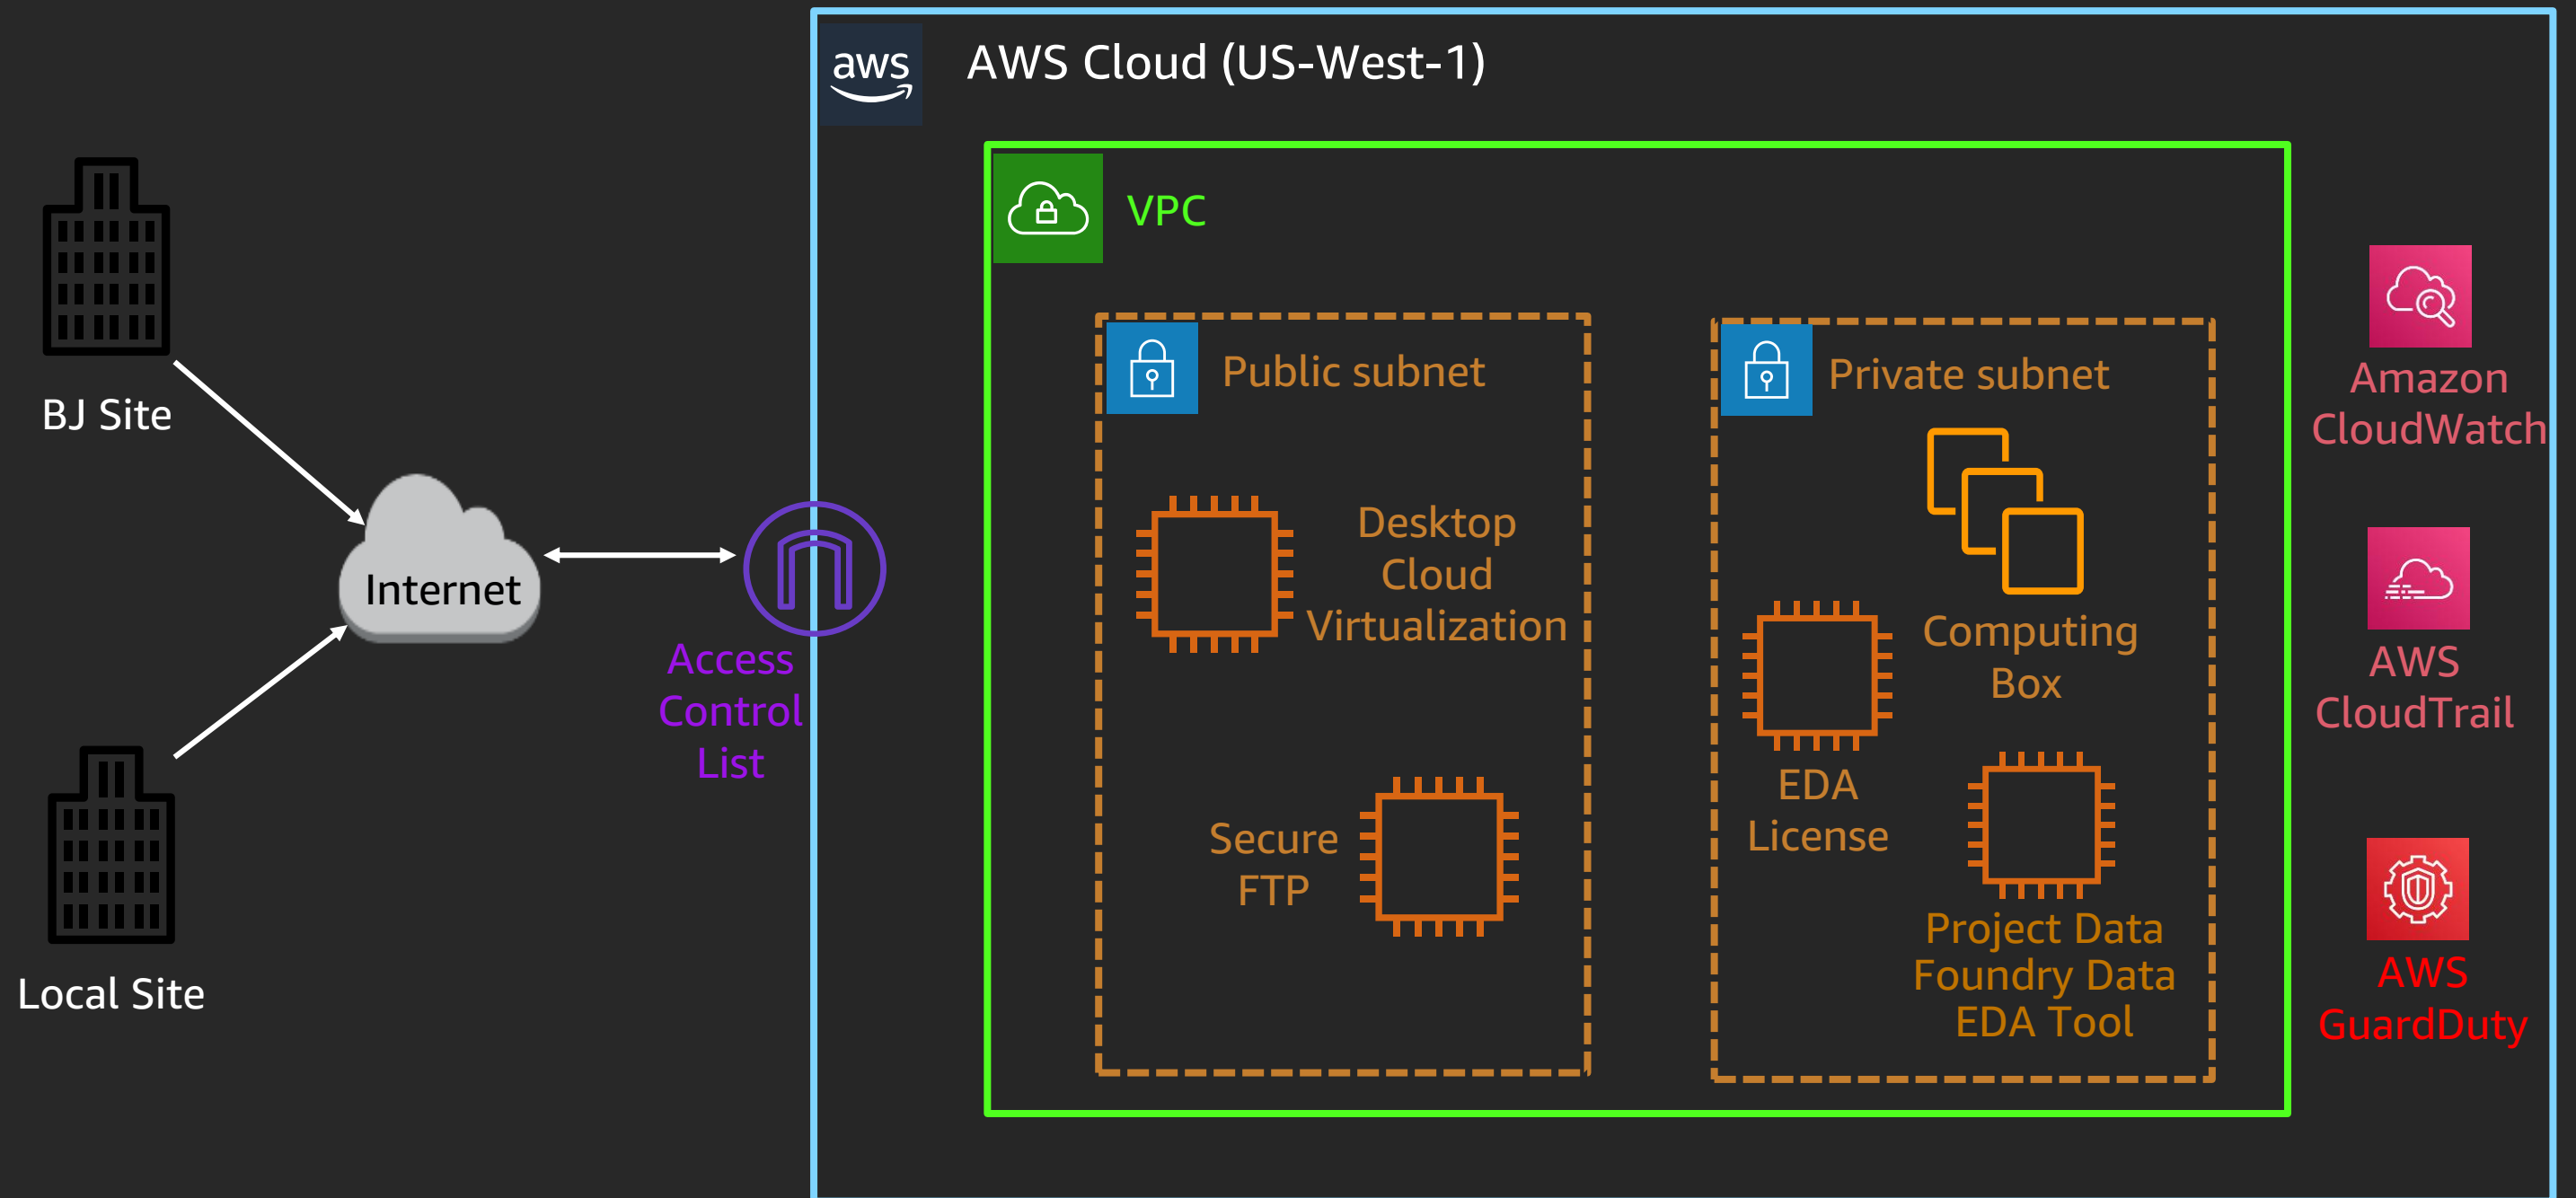 aws
AWS Cloud (US-West-1)
VPC
BJ Site
Internet
Local Site
Access
Control
List
Public subnet
Desktop
Cloud
Virtualization
Secure
FTP
Private subnet
Computing
Box
EDA
License
Project Data
Foundry Data
EDA Tool
Amazon
CloudWatch
AWS
CloudTrail
AWS
GuardDuty